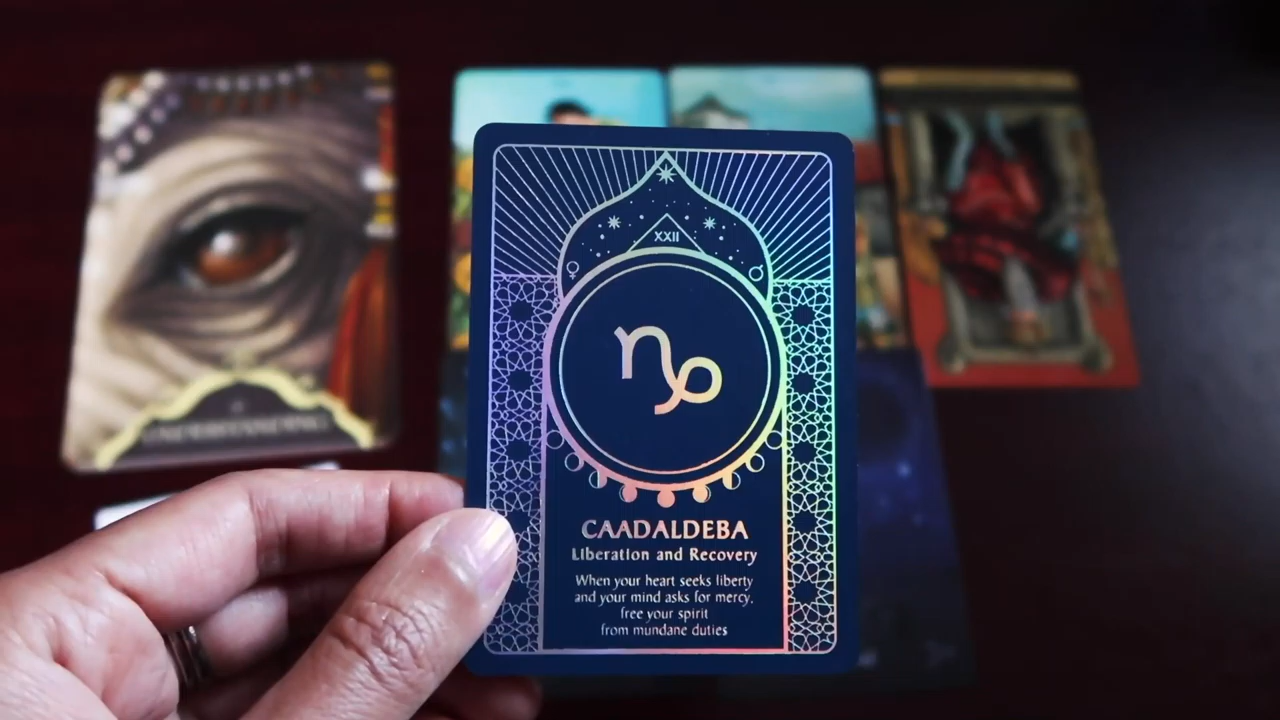 XXII
CAADALDEBA
Liberation and Recovery
When your heart seeks liberty
and your mind asks for mercy,
free your spirit
from mundane duties
UNDERSTANDING